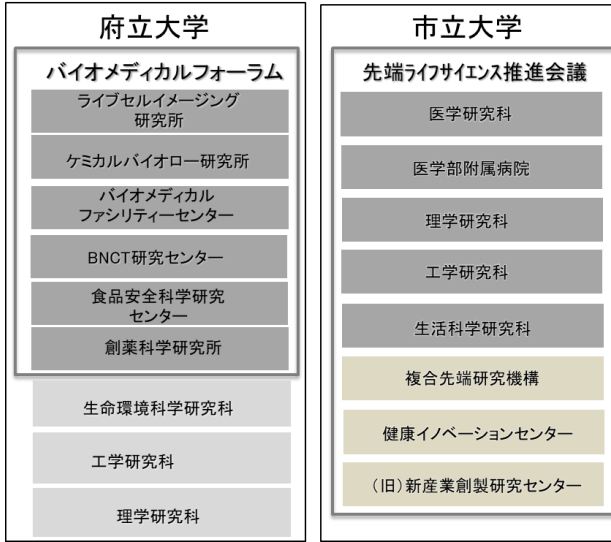 府立大学
バイオメディカルフォーラム
ライブセルイメージング
研究所
ケミカルバイオロー研究所
バイオメディカル
ファシリティーセンター
BNCT研究センター
食品安全科学研究
センター
創薬科学研究所
生命環境科学研究科
工学研究科
理学研究科
市立大学
先端ライフサイエンス推進会議
医学研究科
医学部附属病院
理学研究科
工学研究科
生活科学研究科
複合先端研究機構
健康イノベーションセンター
（旧）新産業創製研究センター